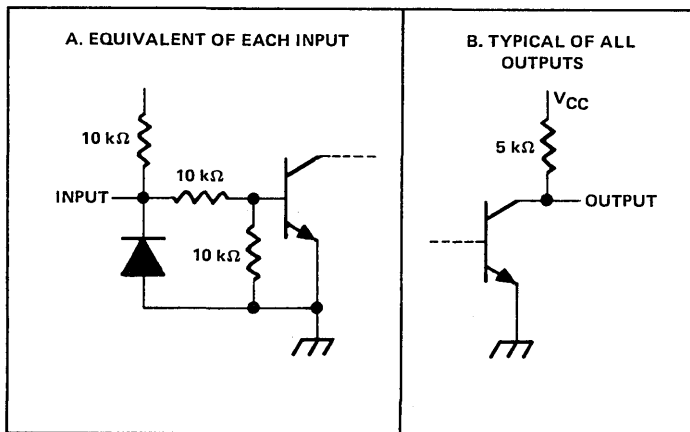 A. EQUIVALENT OF EACH INPUT
10 kΩ
10 kΩ
INPUT
10 kΩ
B. TYPICAL OF ALL
OUTPUTS
VCC
5 kΩ
OUTPUT